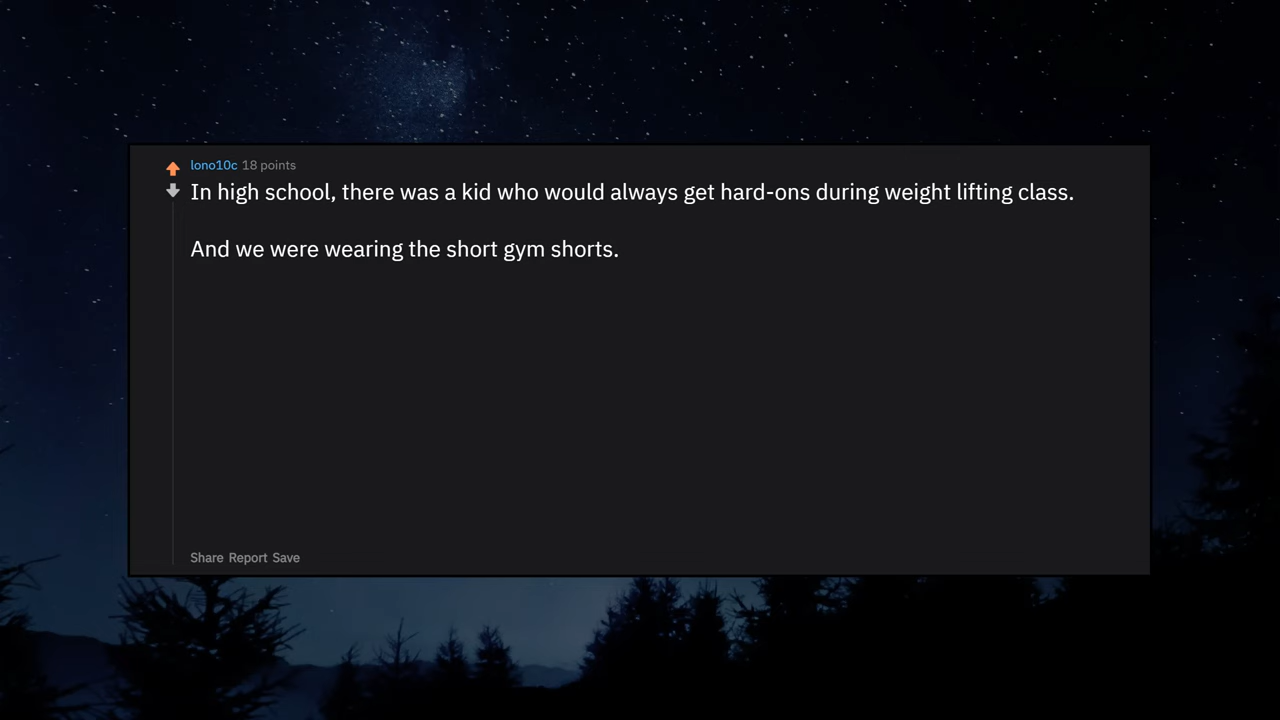 lono10c 18 points
In high school, there was a kid who would always get hard-ons during weight lifting class.
And we were wearing the short gym shorts.
Share Report Save